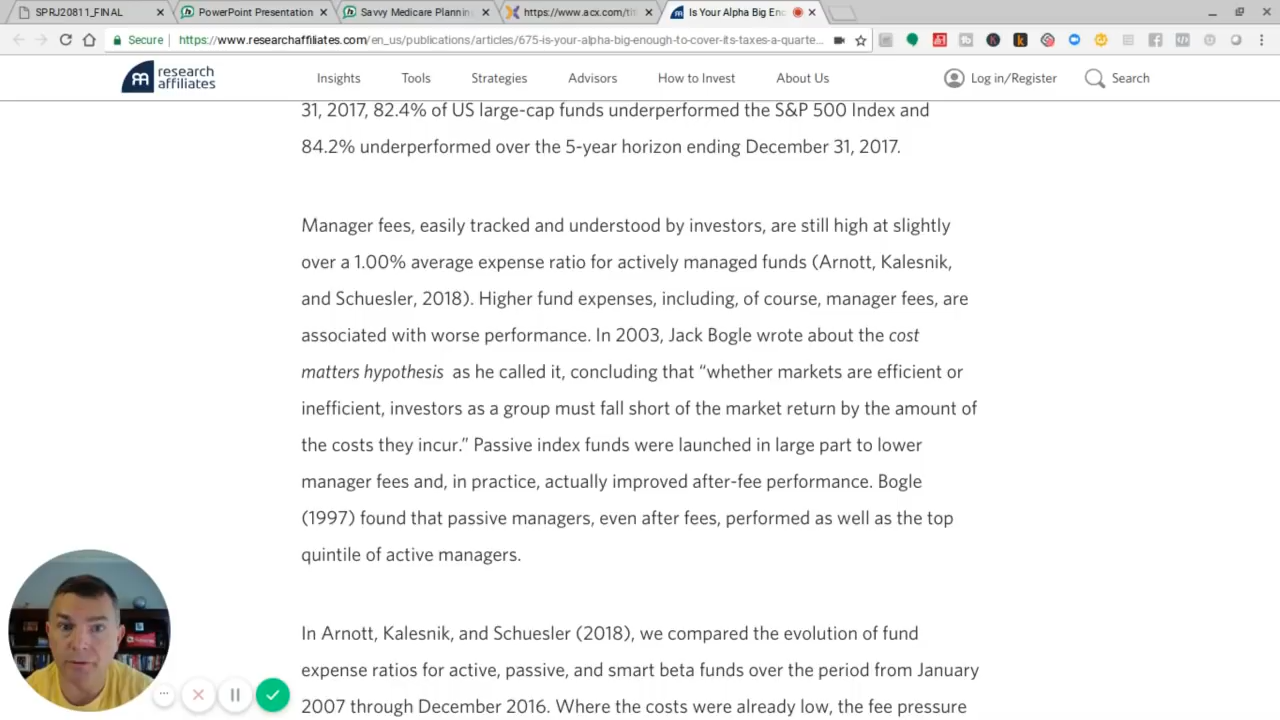 SPRJ20811_FINAL
PowerPoint Presentation
Savvy Medicare Plannin
https://www.acx.com/tit
Is Your Alpha Big Eno
Secure
https://www.researchaffiliates.com/en_us/publications/articles/675-is-your-alpha-big-enough-to-cover-its-taxes-a-quarte...
research
affiliates
Insights
Tools
Strategies
Advisors
How to Invest
About Us
Log in/Register
Search
31, 2017, 82.4% of US large-cap funds underperformed the S&P 500 Index and
84.2% underperformed over the 5-year horizon ending December 31, 2017.
Manager fees, easily tracked and understood by investors, are still high at slightly
over a 1.00% average expense ratio for actively managed funds (Arnott, Kalesnik,
and Schuesler, 2018). Higher fund expenses, including, of course, manager fees, are
associated with worse performance. In 2003, Jack Bogle wrote about the cost
matters hypothesis as he called it, concluding that “whether markets are efficient or
inefficient, investors as a group must fall short of the market return by the amount of
the costs they incur.” Passive index funds were launched in large part to lower
manager fees and, in practice, actually improved after-fee performance. Bogle
(1997) found that passive managers, even after fees, performed as well as the top
quintile of active managers.
In Arnott, Kalesnik, and Schuesler (2018), we compared the evolution of fund
expense ratios for active, passive, and smart beta funds over the period from January
2007 through December 2016. Where the costs were already low, the fee pressure